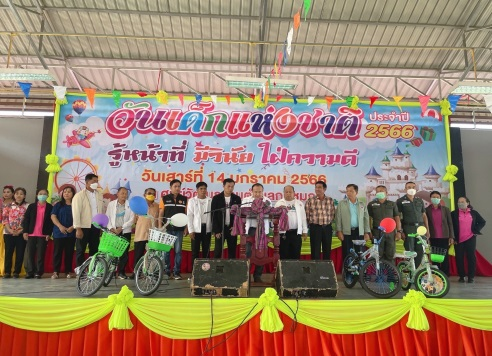 วันเด็กแห่งชาติ
ประจำปี
2566
รู้หน้าที่ มีวินัย ใฝ่ความดี
วันเสาร์ที่ 14 มกราคม 2566